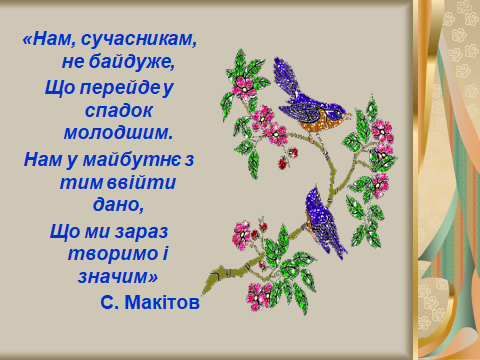 «Нам, сучасникам,
не байдуже,
Що перейде у
спадок
молодшим.
Нам у майбутнє з
тим ввійти
дано,
Що ми зараз
творимо і
значим»
С. Макітов